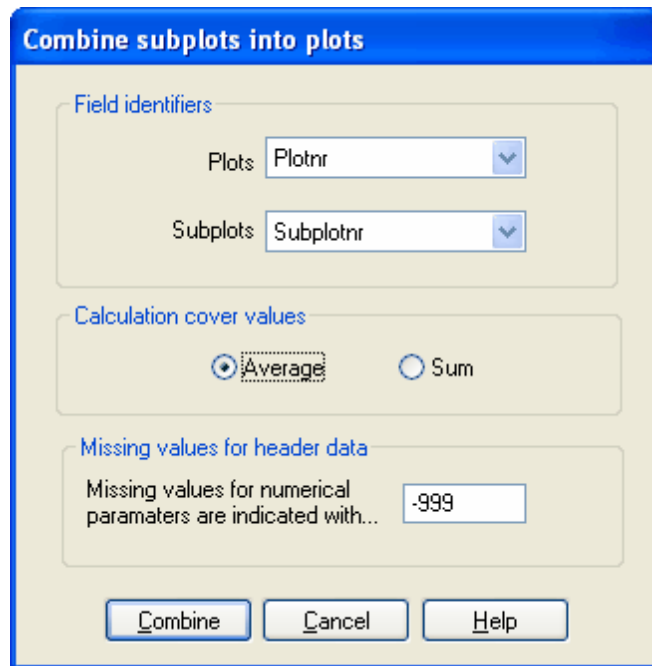 Combine subplots into plots
Field identifiers
Plots Plotnr
Subplots Subplotnr
Calculation cover values
Average Sum
Missing values for header data
Missing values for numerical
paramaters are indicated with... -999
Combine Cancel Help